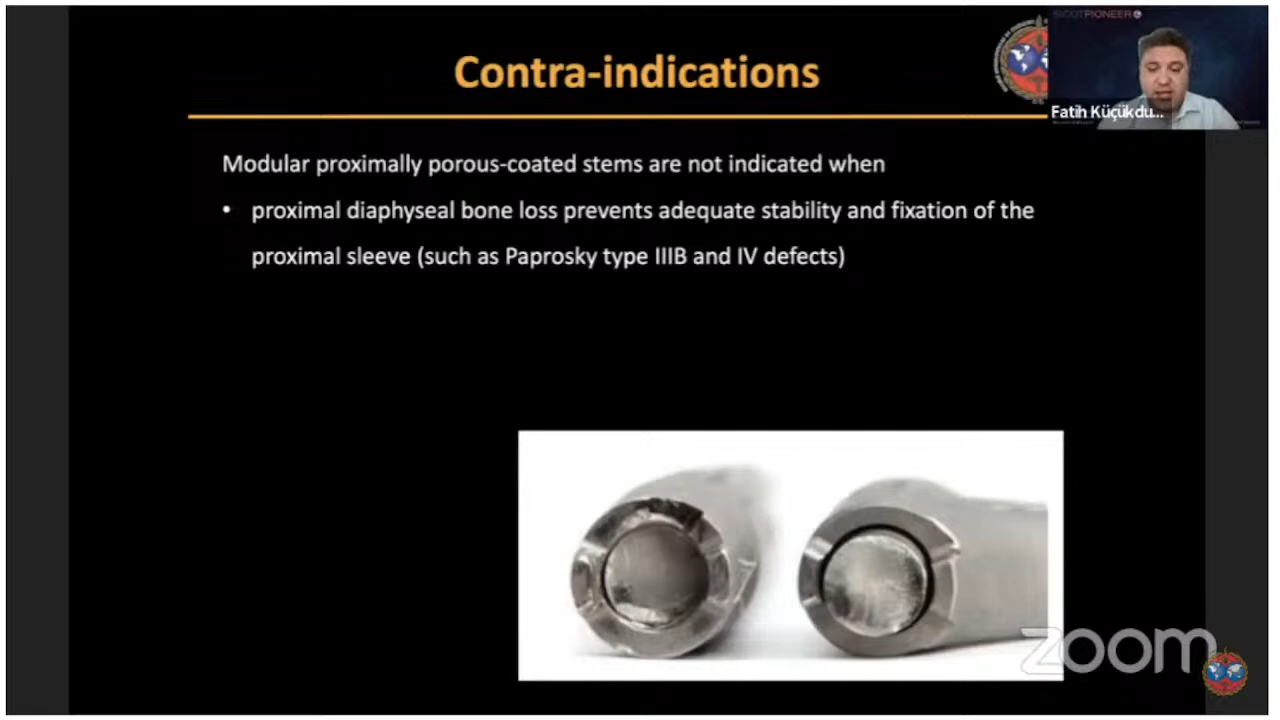 Contra-indications
SICOTPIONEER
Fatih Küçükdu...
Modular proximally porous-coated stems are not indicated when
• proximal diaphyseal bone loss prevents adequate stability and fixation of the
proximal sleeve (such as Paprosky type IIIB and IV defects)
zoom